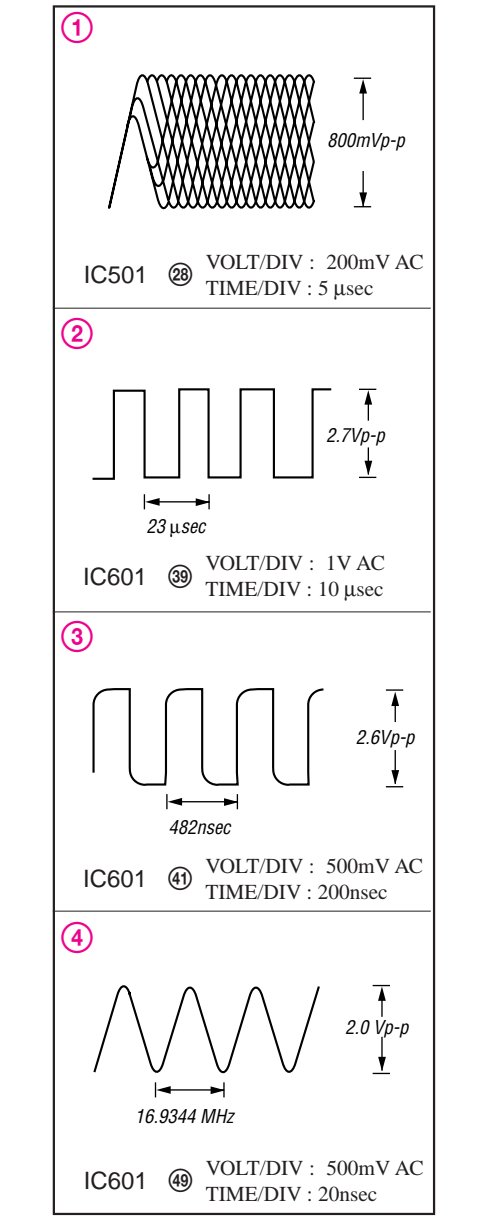 ①
800mVp-p
IC501 ㉘ VOLT/DIV : 200mV AC
TIME/DIV : 5 µsec
②
2.7Vp-p
23 µsec
IC601 ㊴ VOLT/DIV : 1V AC
TIME/DIV : 10 µsec
③
2.6Vp-p
482nsec
IC601 ㊶ VOLT/DIV : 500mV AC
TIME/DIV : 200nsec
④
2.0 Vp-p
16.9344 MHz
IC601 ㊾ VOLT/DIV : 500mV AC
TIME/DIV : 20nsec